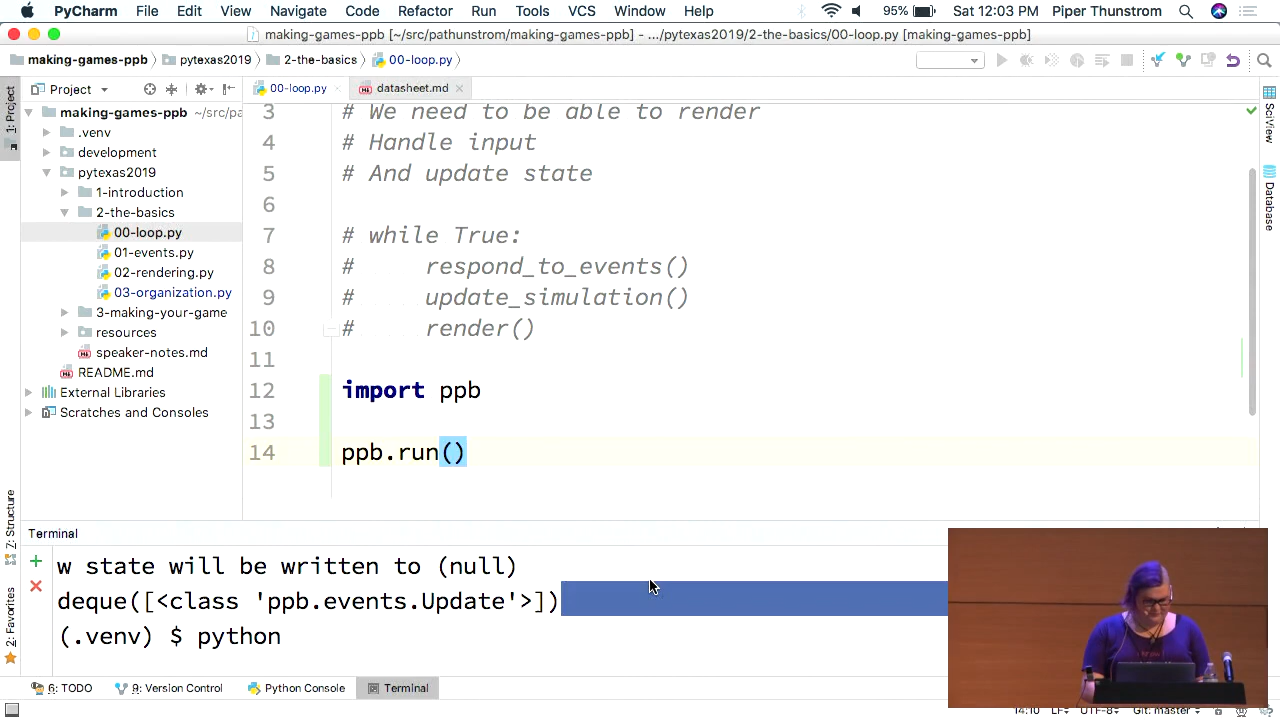 PyCharm File Edit View Navigate Code Refactor Run Tools VCS Window Help 95% Sat 12:03 PM Piper Thunstrom
making-games-ppb [~/src/pathunstrom/making-games-ppb] - .../pytexas2019/2-the-basics/00-loop.py [making-games-ppb]
making-games-ppb pytexas2019 2-the-basics 00-loop.py
1: Project
Project
00-loop.py datasheet.md
making-games-ppb ~/src/pa
.venv
development
pytexas2019
1-introduction
2-the-basics
00-loop.py
01-events.py
02-rendering.py
03-organization.py
3-making-your-game
resources
speaker-notes.md
README.md
External Libraries
Scratches and Consoles
3 # We need to be able to render
4 # Handle input
5 # And update state
6
7 # while True:
8 # respond_to_events()
9 # update_simulation()
10 # render()
11
12 import ppb
13
14 ppb.run()
SciView
Database
Z: Structure
2: Favorites
Terminal
w state will be written to (null)
deque([<class 'ppb.events.Update'>])
(.venv) $ python
6: TODO 9: Version Control Python Console Terminal
14:10 LF UTF-8 Git: master